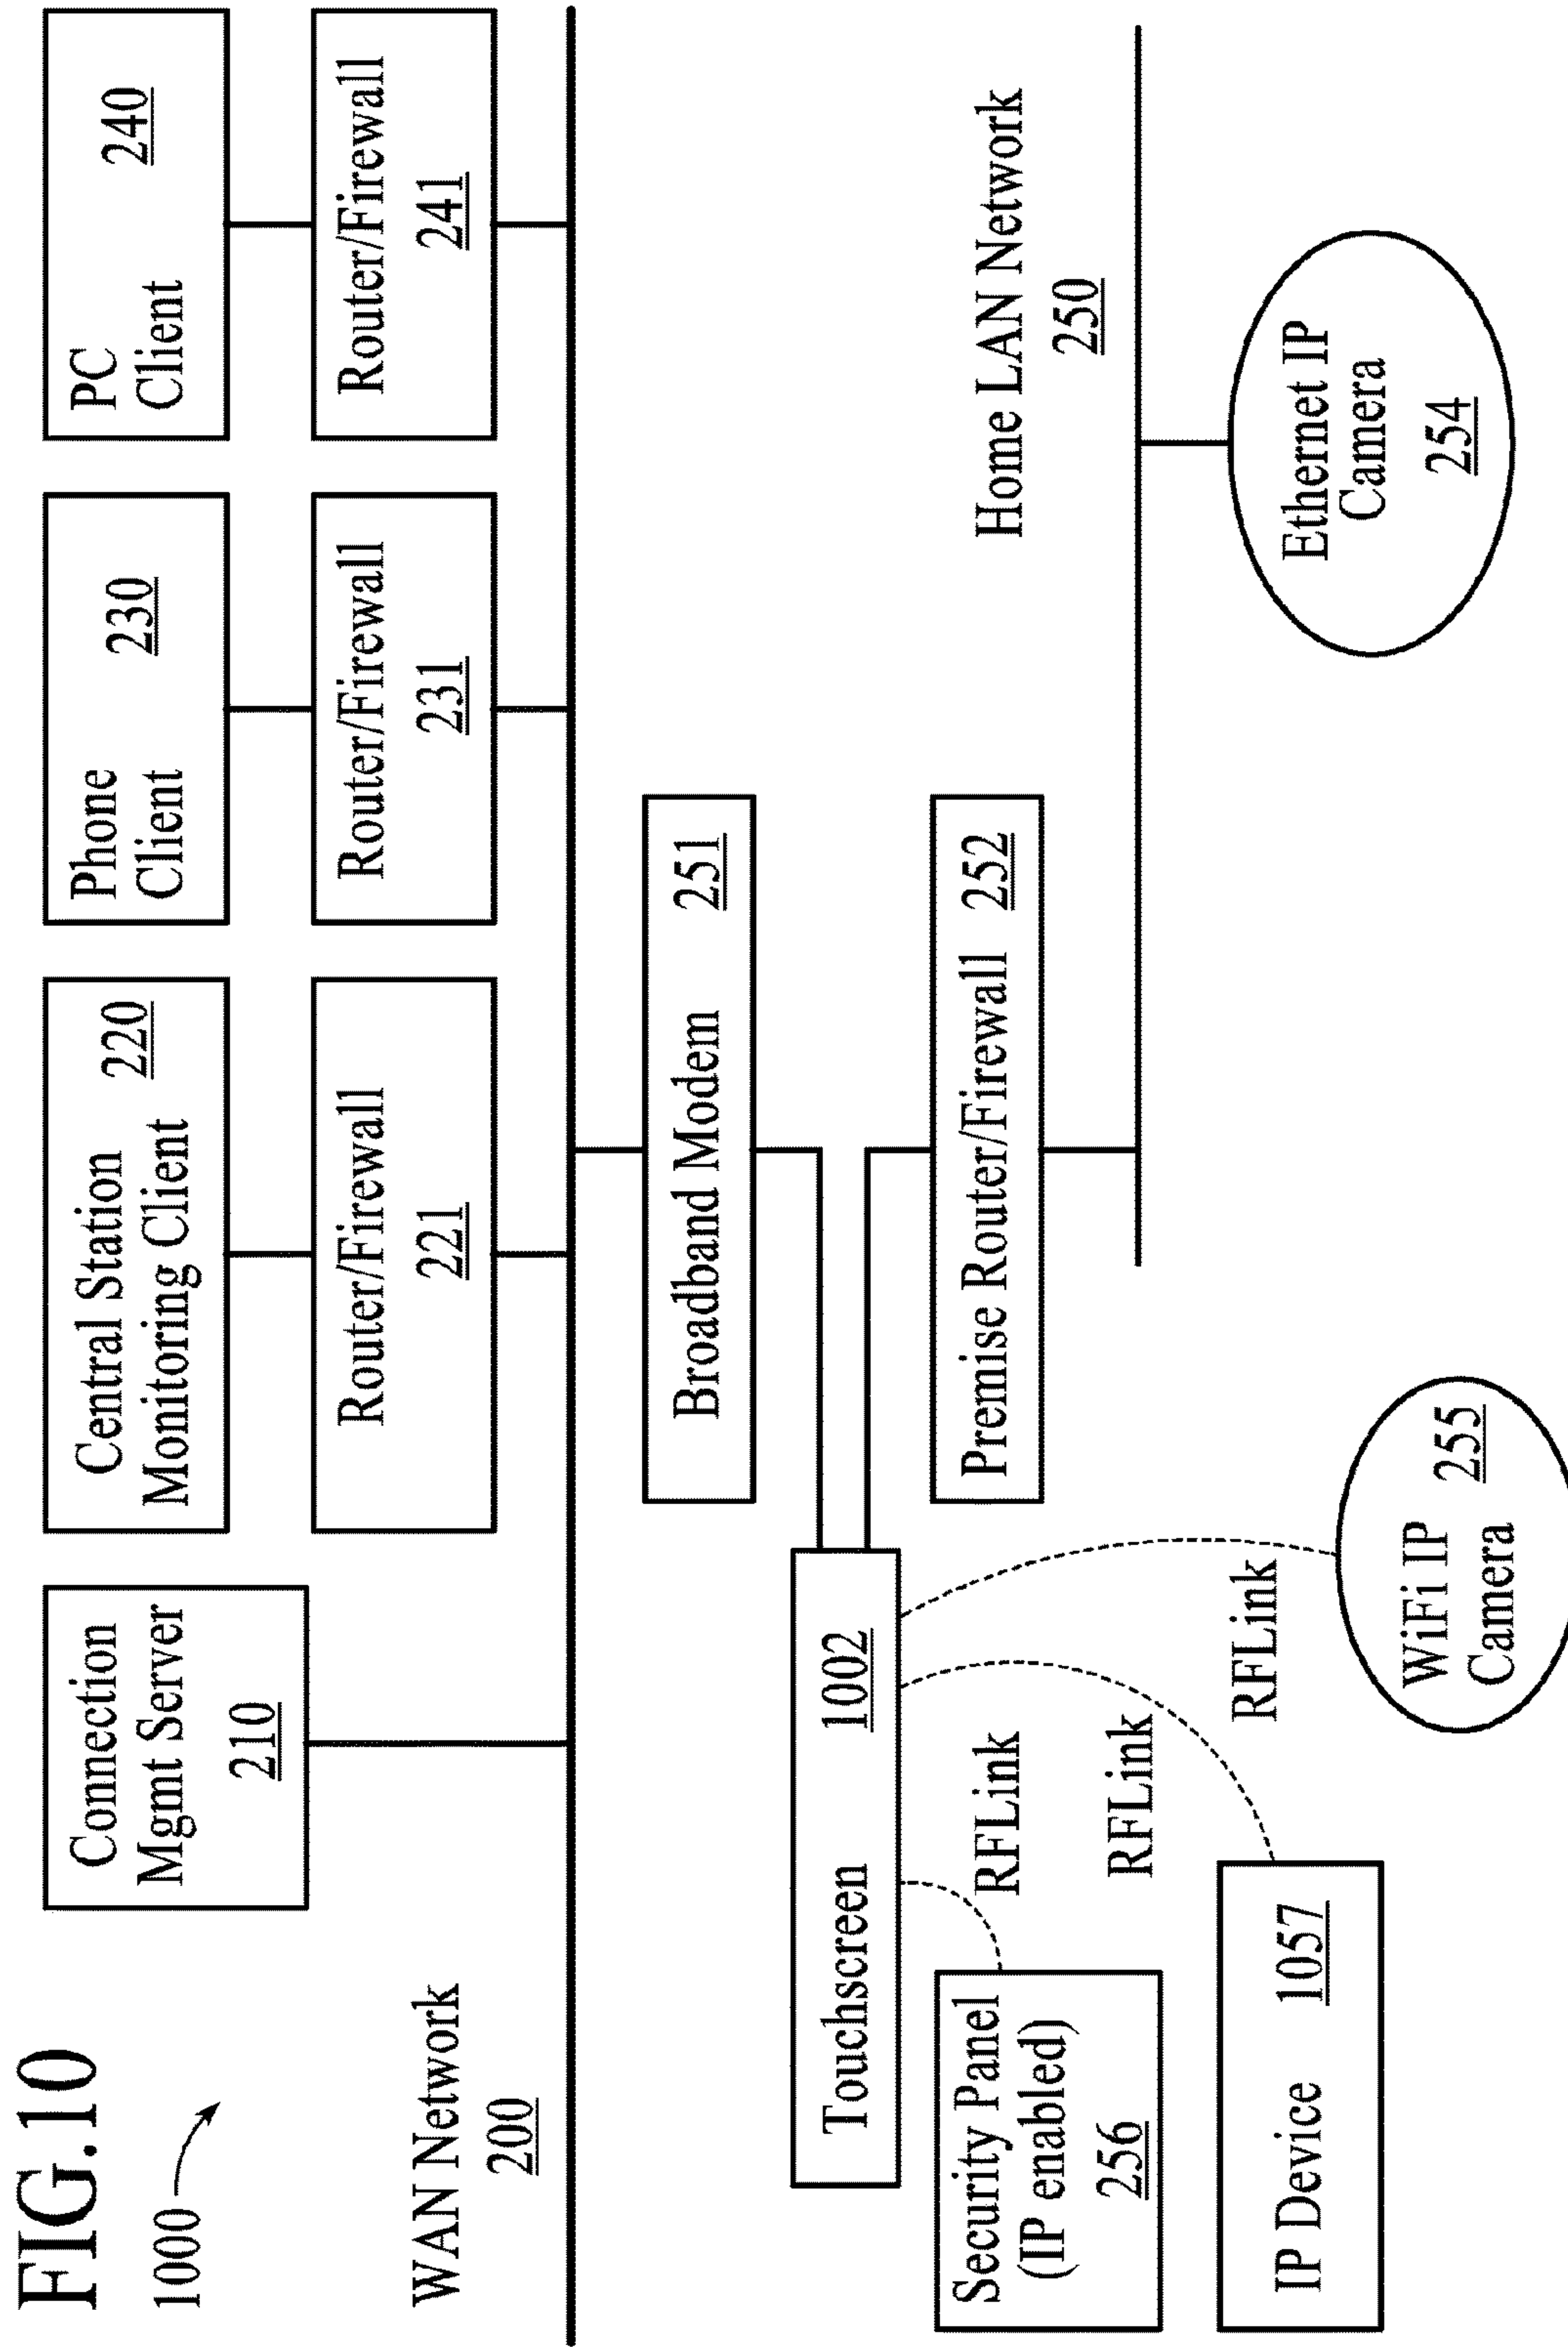 FIG.10
1000
Connection
Mgmt Server
210
Central Station
Monitoring Client
220
Phone
Client
230
PC
Client
240
Router/Firewall
221
Router/Firewall
231
Router/Firewall
241
WAN Network
200
Broadband Modem 251
Touchscreen 1002
Premise Router/Firewall 252
Home LAN Network
250
Security Panel
(IP enabled)
256
RFLink
RFLink
RFLink
IP Device 1057
WiFi IP
Camera
255
Ethernet IP
Camera
254